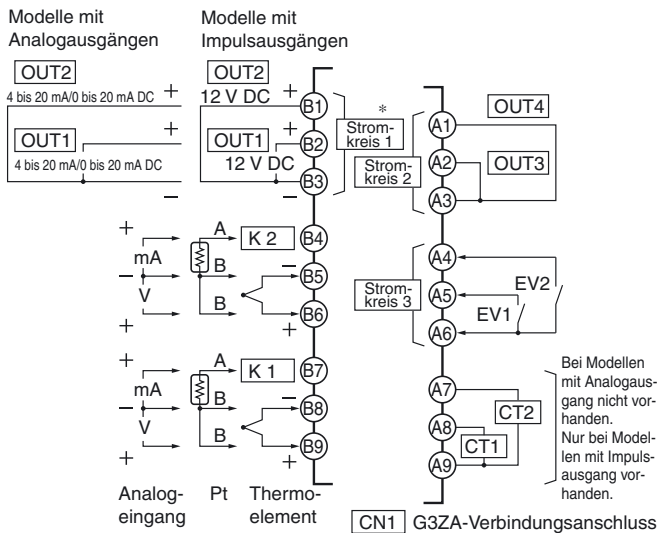 Modelle mit
Analogausgängen
Modelle mit
Impulsausgängen
OUT2
4 bis 20 mA/0 bis 20 mA DC
+
OUT1
4 bis 20 mA/0 bis 20 mA DC
+
−
OUT2
12 V DC
+
OUT1
12 V DC
+
−
B1
B2
B3
*
Strom-
kreis 1
Strom-
kreis 2
A1
A2
A3
OUT4
OUT3
+
mA
−
V
+
A
B
B
K 2
−
+
B4
B5
B6
Strom-
kreis 3
A4
A5
A6
EV2
EV1
+
mA
−
V
+
A
B
B
K 1
−
+
B7
B8
B9
A7
A8
A9
CT2
CT1
Bei Modellen
mit Analogaus-
gang nicht vor-
handen.
Nur bei Model-
len mit Impuls-
ausgang vor-
handen.
Analog-
eingang
Pt
Thermo-
element
CN1 G3ZA-Verbindungsanschluss